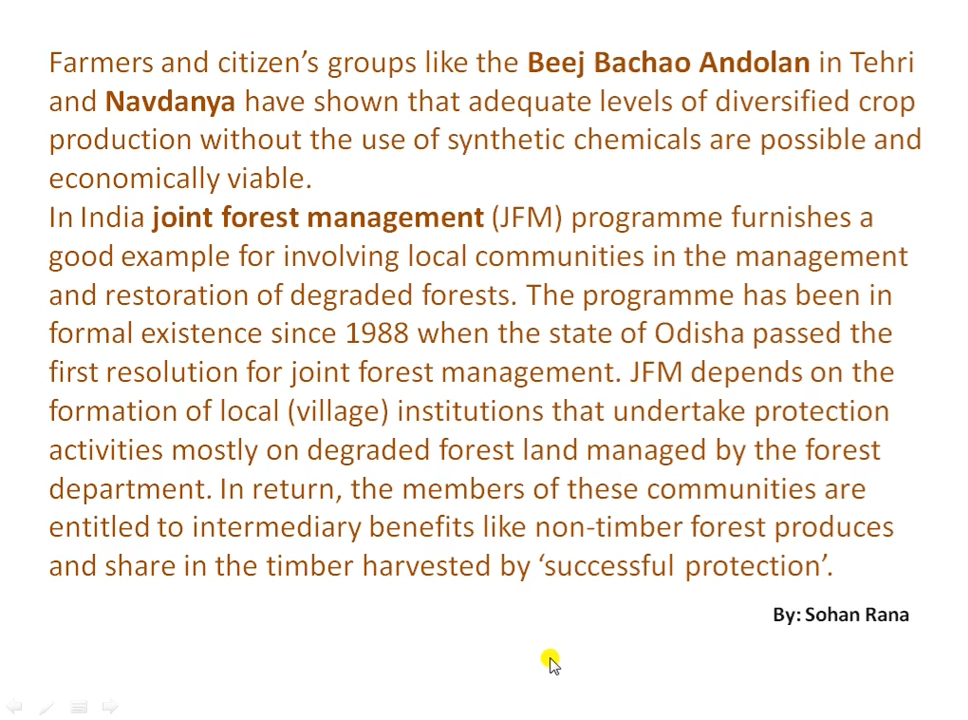 Farmers and citizen’s groups like the Beej Bachao Andolan in Tehri
and Navdanya have shown that adequate levels of diversified crop
production without the use of synthetic chemicals are possible and
economically viable.
In India joint forest management (JFM) programme furnishes a
good example for involving local communities in the management
and restoration of degraded forests. The programme has been in
formal existence since 1988 when the state of Odisha passed the
first resolution for joint forest management. JFM depends on the
formation of local (village) institutions that undertake protection
activities mostly on degraded forest land managed by the forest
department. In return, the members of these communities are
entitled to intermediary benefits like non-timber forest produces
and share in the timber harvested by ‘successful protection’.
By: Sohan Rana